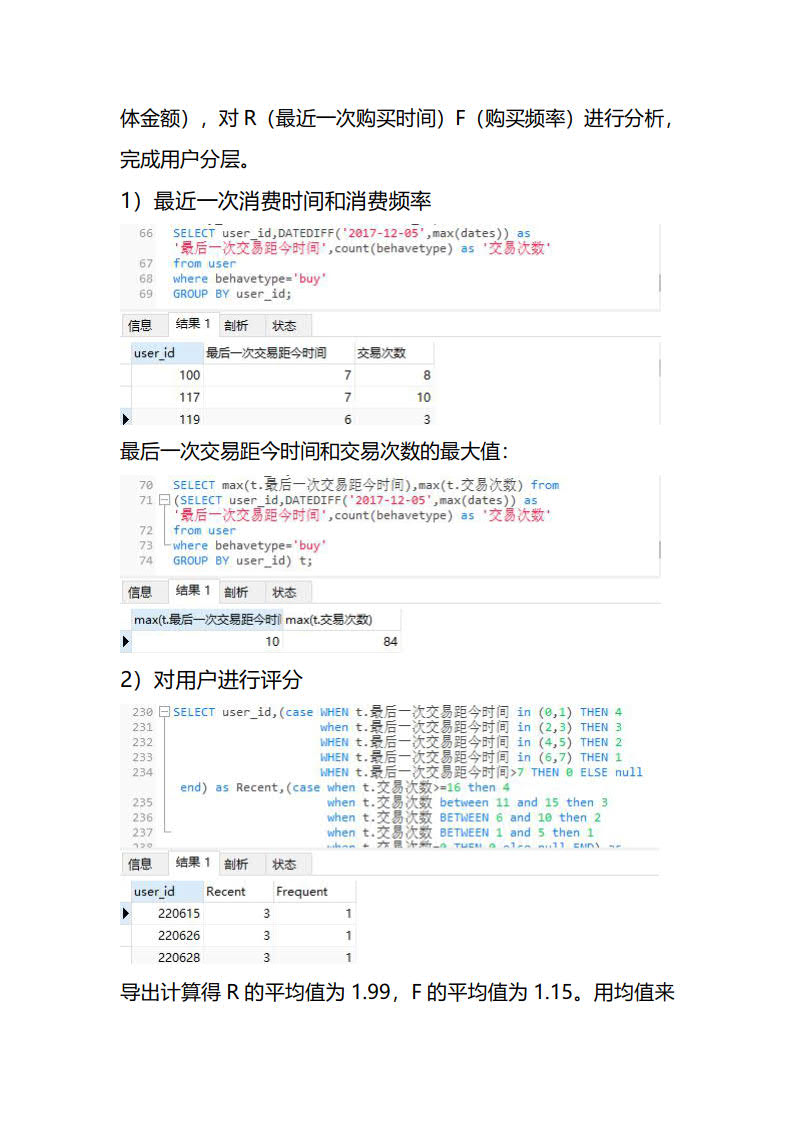 体金额），对 R（最近一次购买时间）F（购买频率）进行分析，
完成用户分层。
1）最近一次消费时间和消费频率
66 SELECT user_id,DATEDIFF('2017-12-05',max(dates)) as
'最后一次交易距今时间',count(behavetype) as '交易次数'
67 from user
68 where behavetype='buy'
69 GROUP BY user_id;
信息 结果 1 剖析 状态
user_id 最后一次交易距今时间 交易次数
100 7 8
117 7 10
119 6 3
最后一次交易距今时间和交易次数的最大值：
70 SELECT max(t.最后一次交易距今时间),max(t.交易次数) from
71 (SELECT user_id,DATEDIFF('2017-12-05',max(dates)) as
'最后一次交易距今时间',count(behavetype) as '交易次数'
72 from user
73 where behavetype='buy'
74 GROUP BY user_id) t;
信息 结果 1 剖析 状态
max(t.最后一次交易距今时 max(t.交易次数)
10 84
2）对用户进行评分
230 SELECT user_id,(case WHEN t.最后一次交易距今时间 in (0,1) THEN 4
231 when t.最后一次交易距今时间 in (2,3) THEN 3
232 WHEN t.最后一次交易距今时间 in (4,5) THEN 2
233 WHEN t.最后一次交易距今时间 in (6,7) THEN 1
234 WHEN t.最后一次交易距今时间>7 THEN 0 ELSE null
end) as Recent,(case when t.交易次数>=16 then 4
235 when t.交易次数 between 11 and 15 then 3
236 when t.交易次数 BETWEEN 6 and 10 then 2
237 when t.交易次数 BETWEEN 1 and 5 then 1
238 when t.交易次数=0 THEN 0 else null END) as
信息 结果 1 剖析 状态
user_id Recent Frequent
220615 3 1
220626 3 1
220628 3 1
导出计算得 R 的平均值为 1.99，F 的平均值为 1.15。用均值来